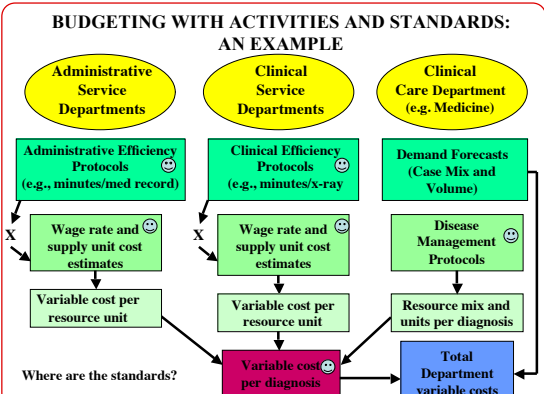 BUDGETING WITH ACTIVITIES AND STANDARDS:
AN EXAMPLE
Administrative
Service
Departments
Clinical
Service
Departments
Clinical
Care Department
(e.g. Medicine)
Administrative Efficiency
Protocols
(e.g., minutes/med record)
Clinical Efficiency
Protocols
(e.g., minutes/x-ray
Demand Forecasts
(Case Mix and
Volume)
X
Wage rate and
supply unit cost
estimates
X
Wage rate and
supply unit cost
estimates
Disease
Management
Protocols
Variable cost per
resource unit
Variable cost per
resource unit
Resource mix and
units per diagnosis
Where are the standards?
Variable cost
per diagnosis
Total
Department
variable costs